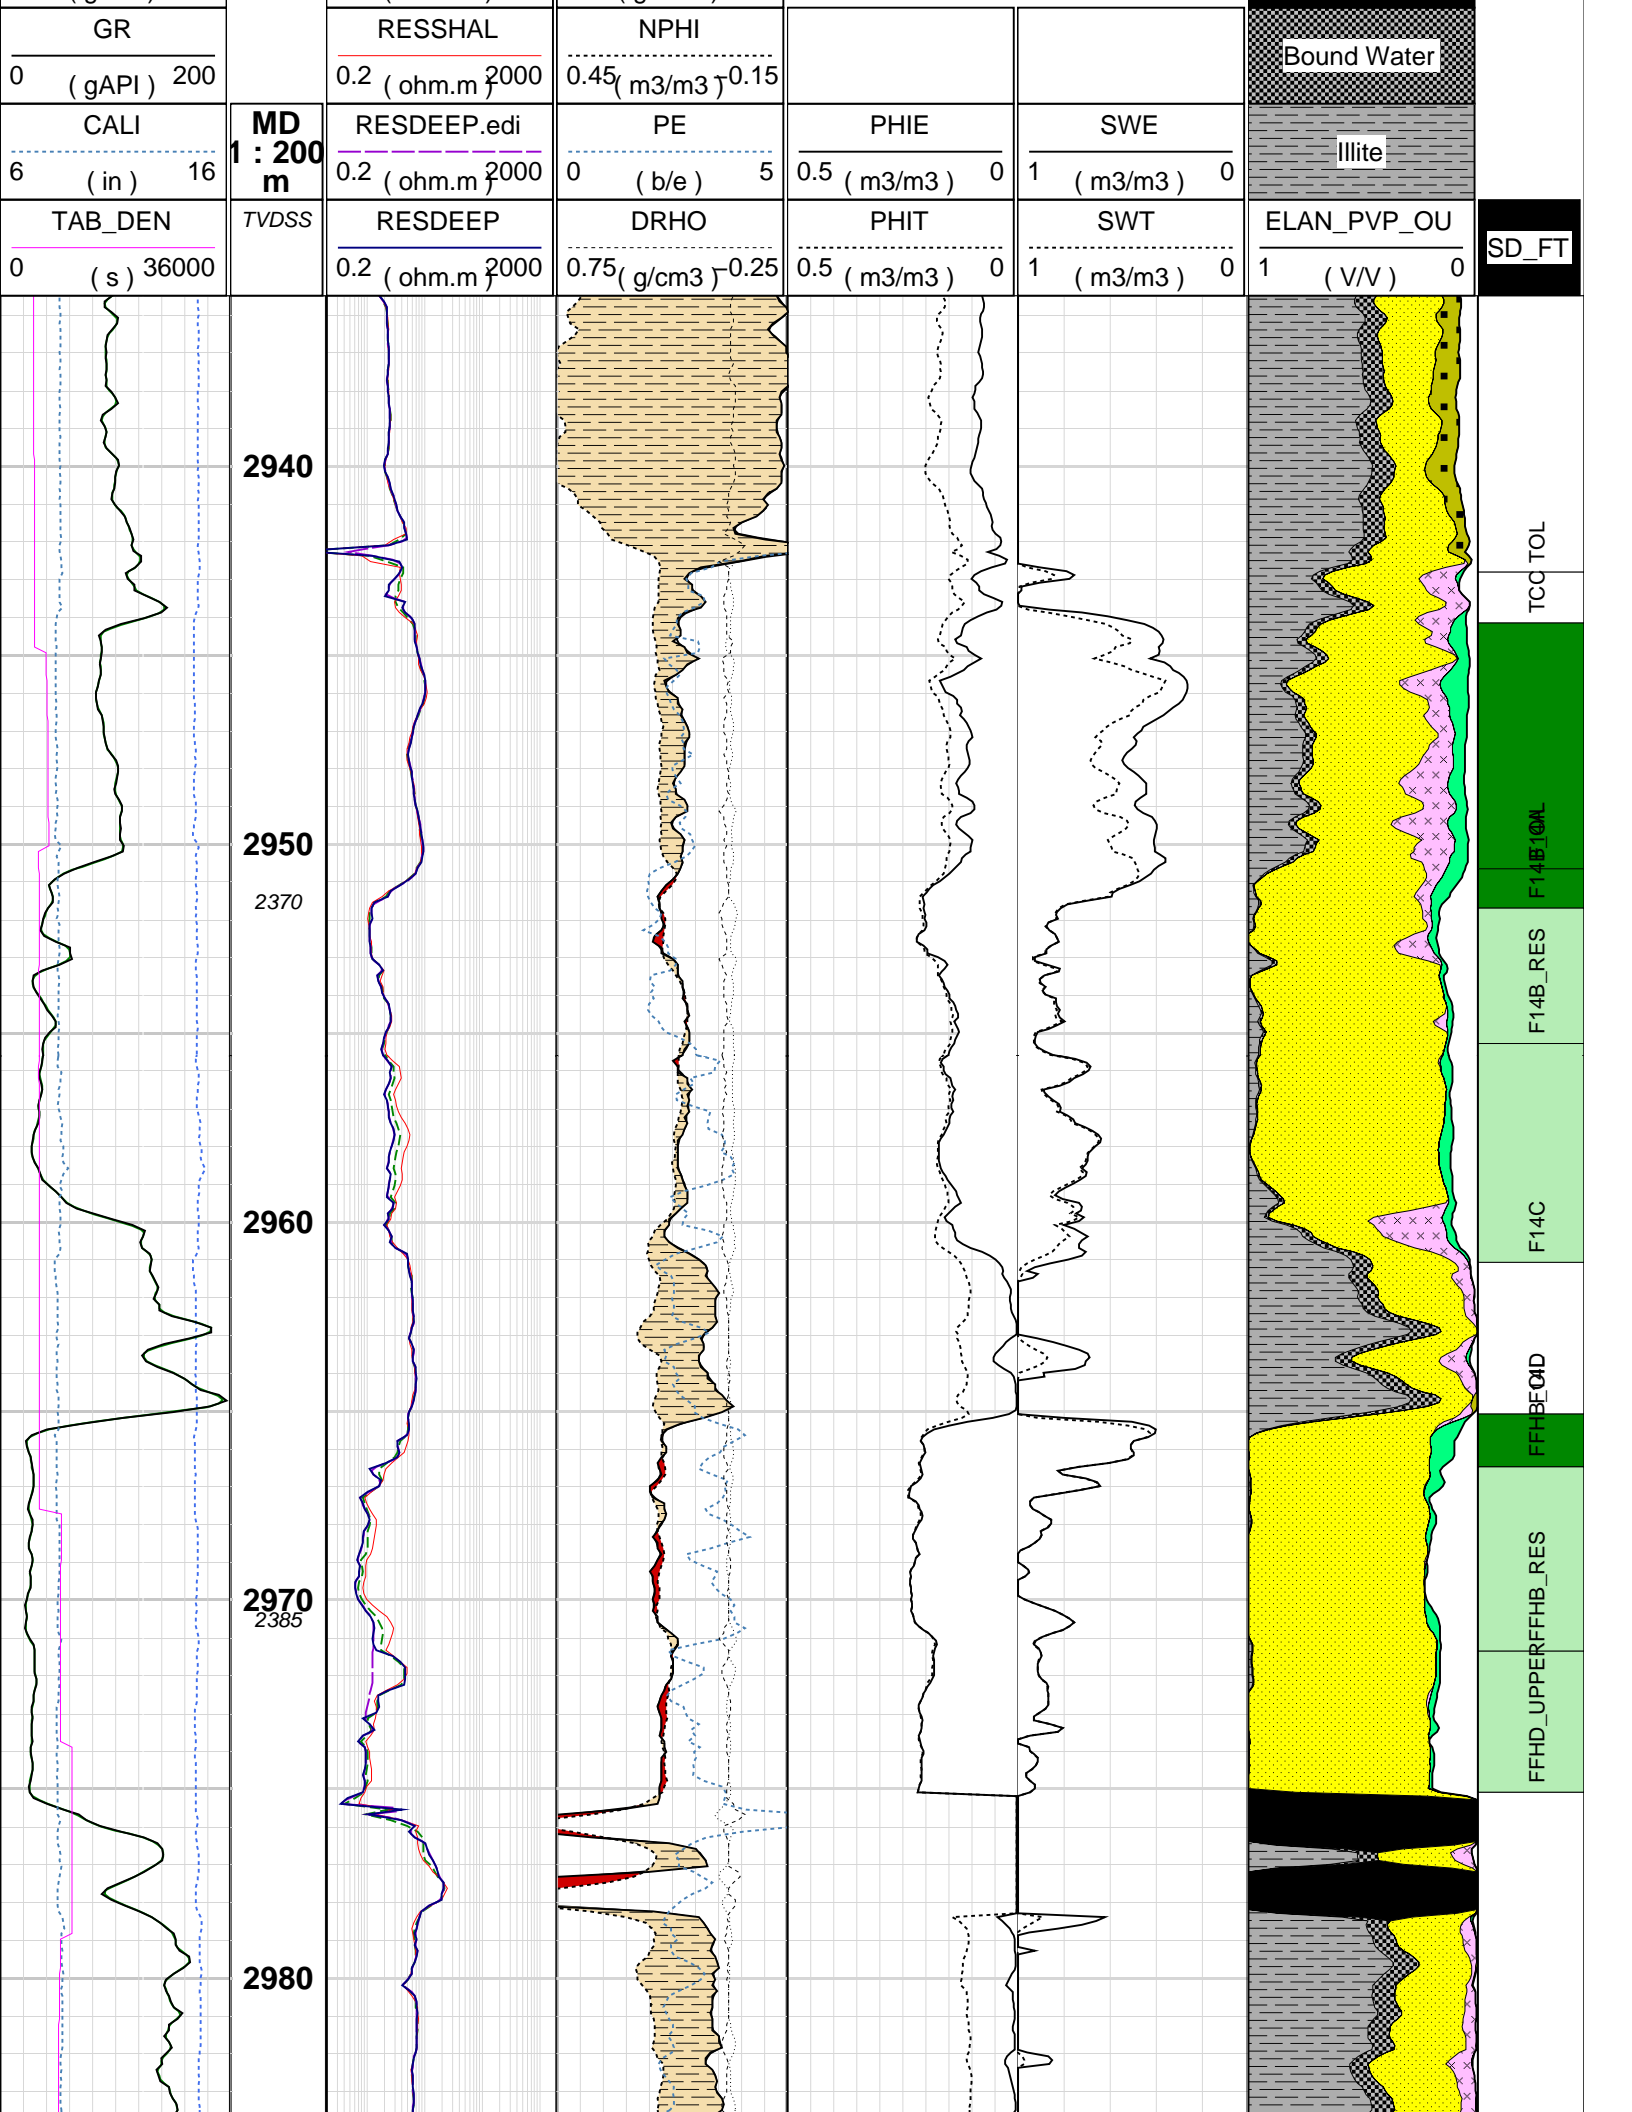 GR
0 ( gAPI ) 200
RESSHAL
0.2 ( ohm.m ) 2000
NPHI
0.45 ( m3/m3 ) -0.15
Bound Water
CALI
6 ( in ) 16
MD
1 : 200
m
RESDEEP.edi
0.2 ( ohm.m ) 2000
PE
0 ( b/e ) 5
PHIE
0.5 ( m3/m3 ) 0
SWE
1 ( m3/m3 ) 0
Illite
TAB_DEN
0 ( s ) 36000
TVDSS
RESDEEP
0.2 ( ohm.m ) 2000
DRHO
0.75 ( g/cm3 ) -0.25
PHIT
0.5 ( m3/m3 ) 0
SWT
1 ( m3/m3 ) 0
ELAN_PVP_OU
1 ( V/V ) 0
SD_FT
2940
TOL
TCC
2950
2370
F14B_RES
2960
F14C
2970
2385
FFHB_RES
FFHD_UPPER
2980